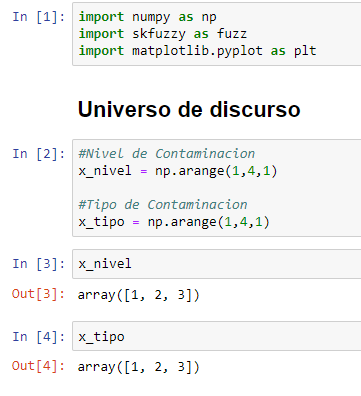 In [1]: import numpy as np
import skfuzzy as fuzz
import matplotlib.pyplot as plt
Universo de discurso
In [2]: #Nivel de Contaminacion
x_nivel = np.arange(1,4,1)
#Tipo de Contaminacion
x_tipo = np.arange(1,4,1)
In [3]: x_nivel
Out[3]: array([1, 2, 3])
In [4]: x_tipo
Out[4]: array([1, 2, 3])